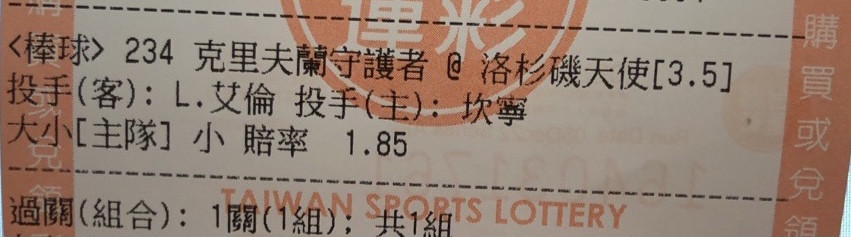 <棒球> 234 克里夫蘭守護者 @ 洛杉磯天使[3.5]
投手(客): L.艾倫 投手(主): 坎寧
大小[主隊] 小 賠率 1.85
過關(組合): 1關(1組); 共1組
TAIWAN SPORTS LOTTERY
運彩
購買或兌領